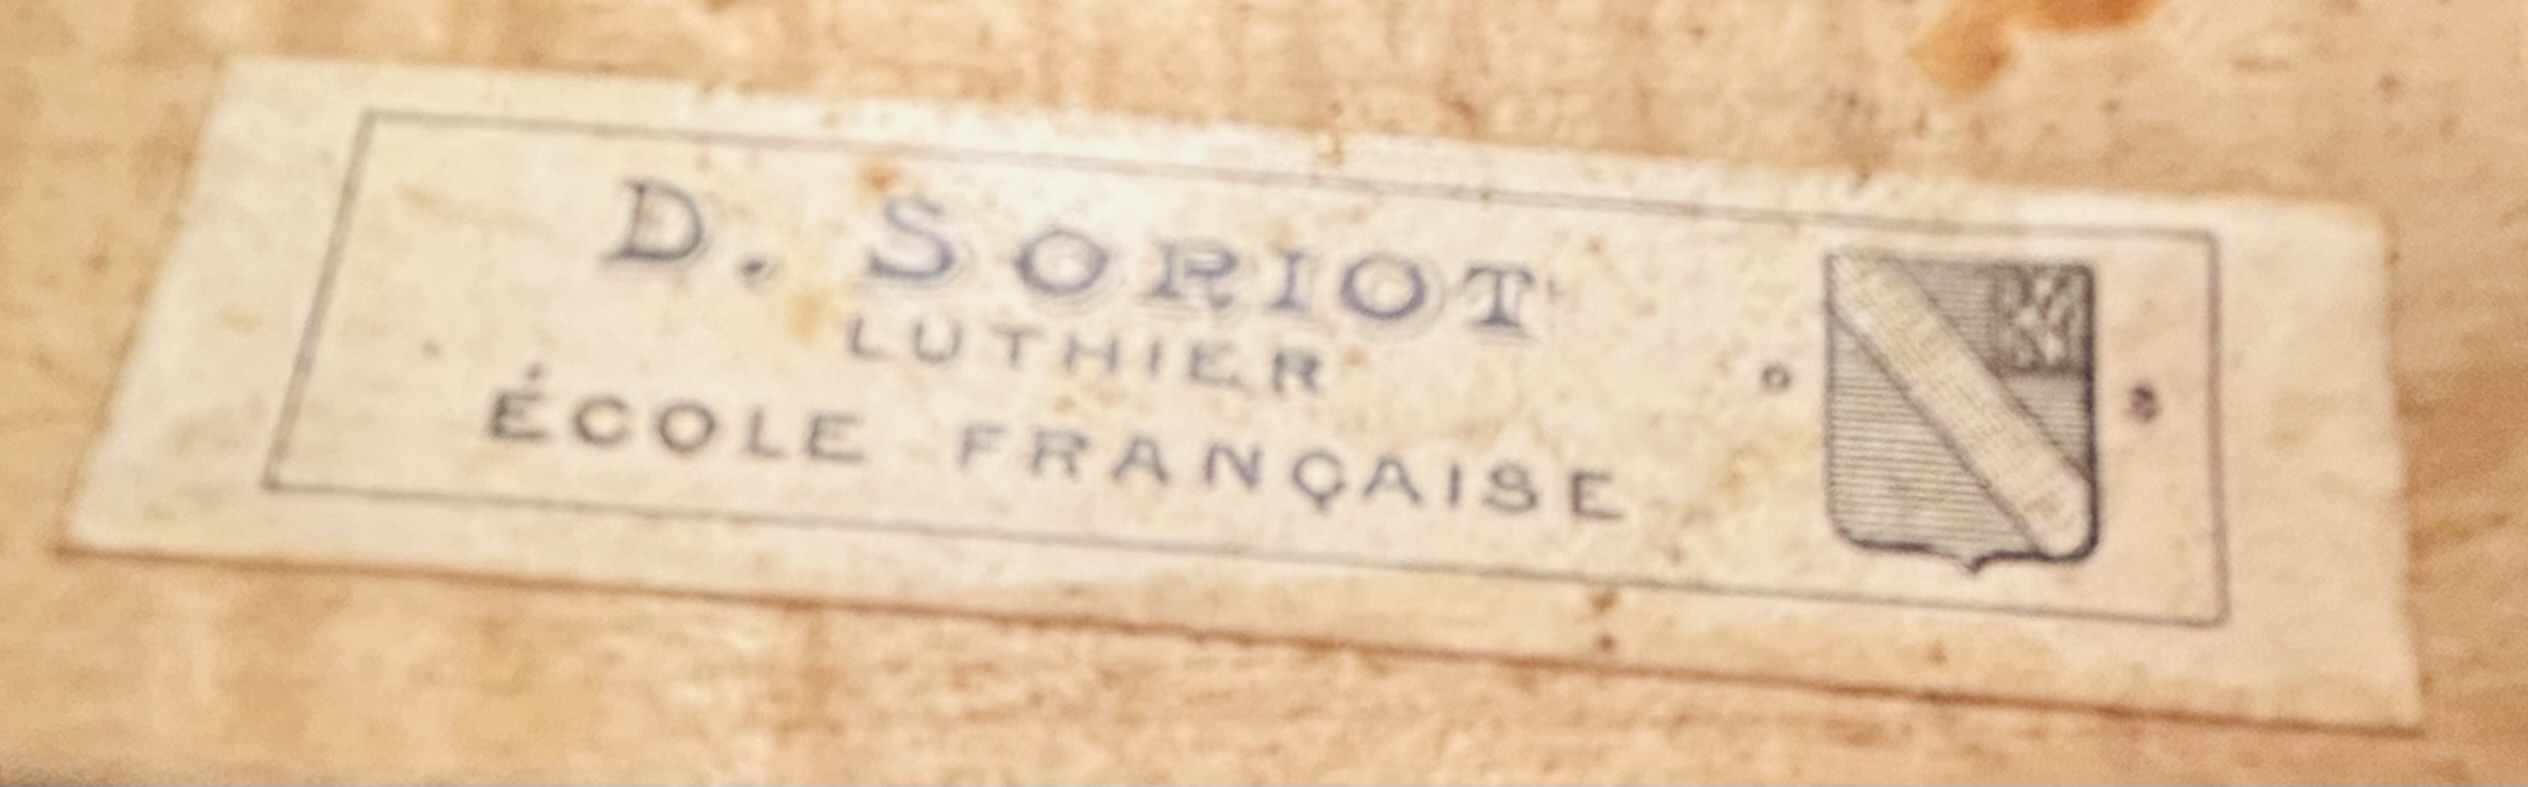 D. SORIOT
LUTHIER
ÉCOLE FRANÇAISE